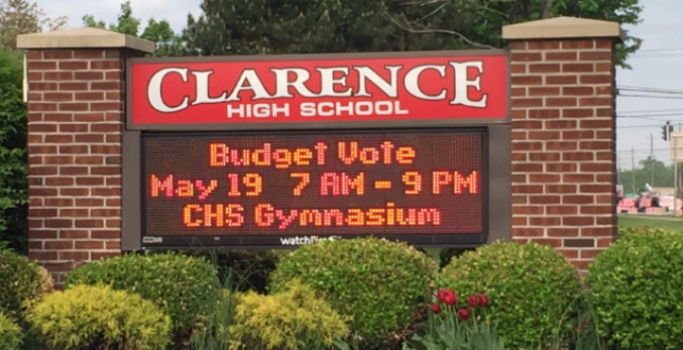 CLARENCE
HIGH SCHOOL
Budget Vote
May 19 7 AM - 9 PM
CHS Gymnasium